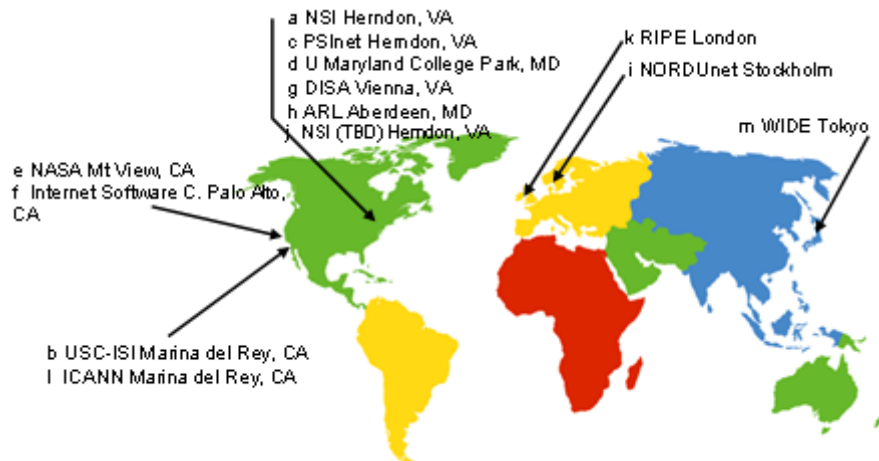 a NSI Herndon, VA
c PSInet Herndon, VA
d U Maryland College Park, MD
g DISA Vienna, VA
h ARL Aberdeen, MD
j NSI (TBD) Herndon, VA
k RIPE London
i NORDUnet Stockholm
m WIDE Tokyo
e NASA Mt View, CA
f Internet Software C. Palo Alto,
CA
b USC-ISI Marina del Rey, CA
l ICANN Marina del Rey, CA